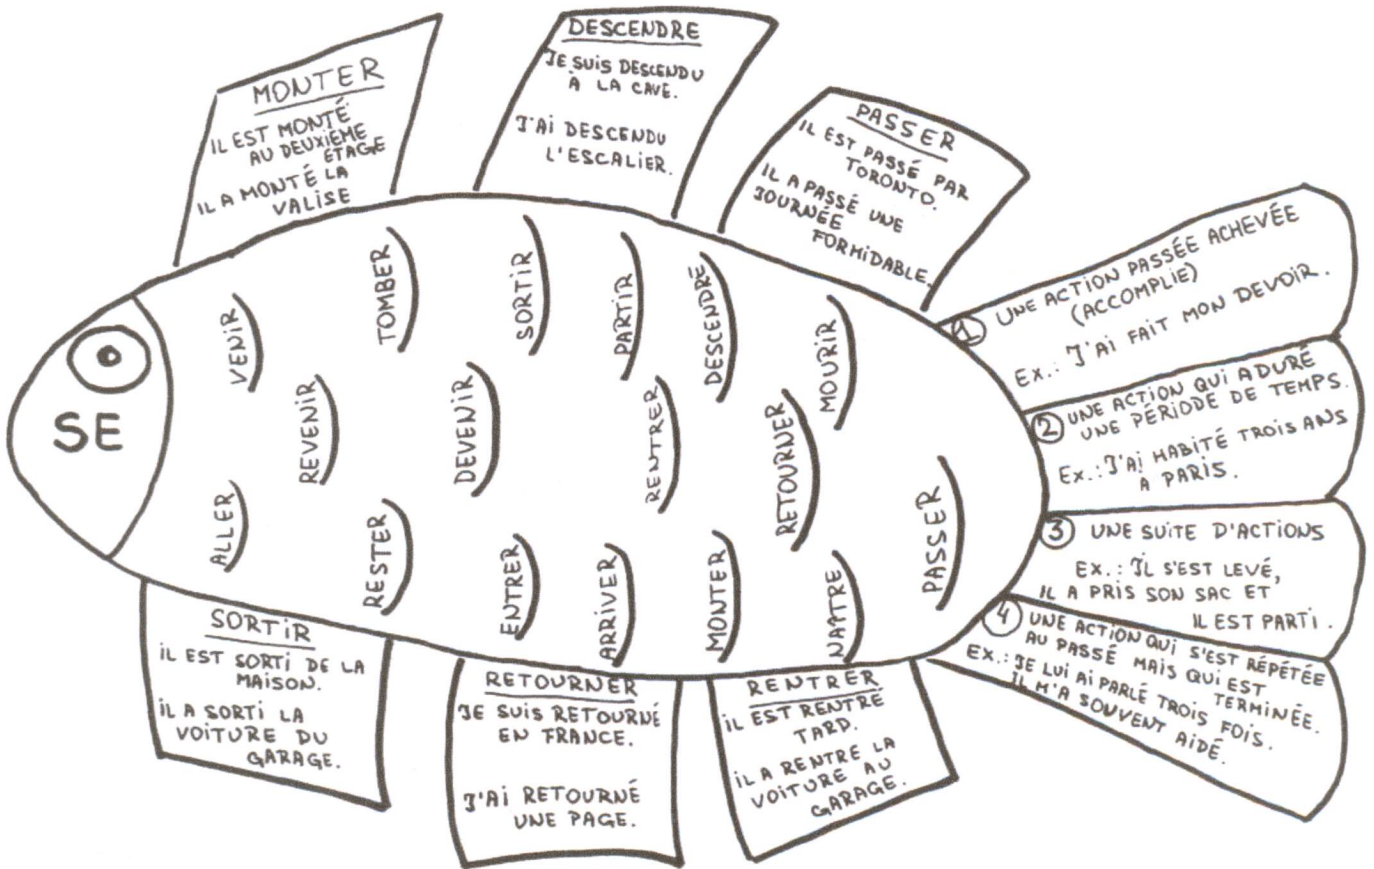 MONTER
IL EST MONTÉ
AU DEUXIÈME
ÉTAGE
IL A MONTÉ LA
VALISE
DESCENDRE
JE SUIS DESCENDU
À LA CAVE.
J'AI DESCENDU
L'ESCALIER.
PASSER
IL EST PASSÉ PAR
TORONTO.
IL A PASSÉ UNE
JOURNÉE
FORMIDABLE.
SE
VENIR
TOMBER
SORTIR
PARTIR
DESCENDRE
MOURIR
REVENIR
DEVENIR
RENTRER
RETOURNER
ALLER
RESTER
ENTRER
ARRIVER
MONTER
NAÎTRE
PASSER
1 UNE ACTION PASSÉE ACHEVÉE
(ACCOMPLIE)
EX.: J'AI FAIT MON DEVOIR.
2 UNE ACTION QUI A DURÉ
UNE PÉRIODE DE TEMPS.
EX.: J'AI HABITÉ TROIS ANS
A PARIS.
3 UNE SUITE D'ACTIONS
EX.: IL S'EST LEVÉ,
IL A PRIS SON SAC ET
IL EST PARTI.
4 UNE ACTION QUI S'EST RÉPÉTÉE
AU PASSÉ MAIS QUI EST
TERMINÉE.
EX.: JE LUI AI PARLÉ TROIS FOIS.
IL M'A SOUVENT AIDÉ.
SORTIR
IL EST SORTI DE LA
MAISON.
IL A SORTI LA
VOITURE DU
GARAGE.
RETOURNER
JE SUIS RETOURNÉ
EN FRANCE.
J'AI RETOURNÉ
UNE PAGE.
RENTRER
IL EST RENTRÉ
TARD.
IL A RENTRÉ LA
VOITURE AU
GARAGE.